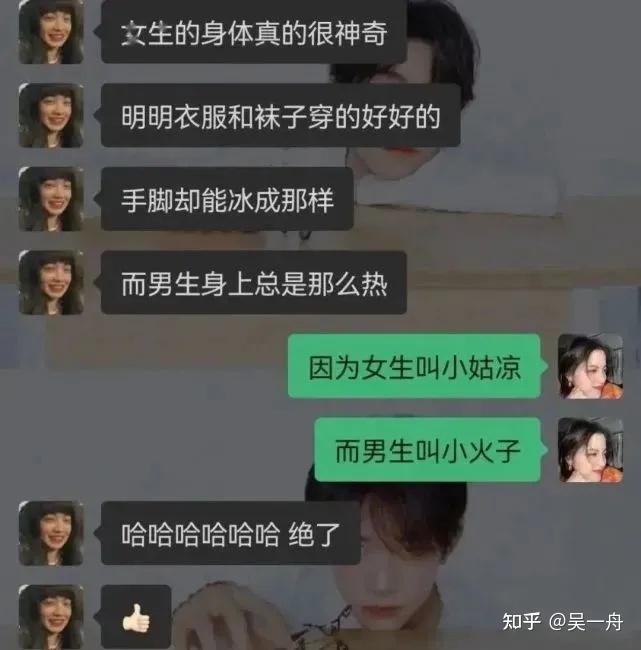 女生的身体真的很神奇
明明衣服和袜子穿的好好的
手脚却能冰成那样
而男生身上总是那么热
因为女生叫小姑凉
而男生叫小火子
哈哈哈哈哈哈 绝了
👍🏻
知乎 @吴一舟